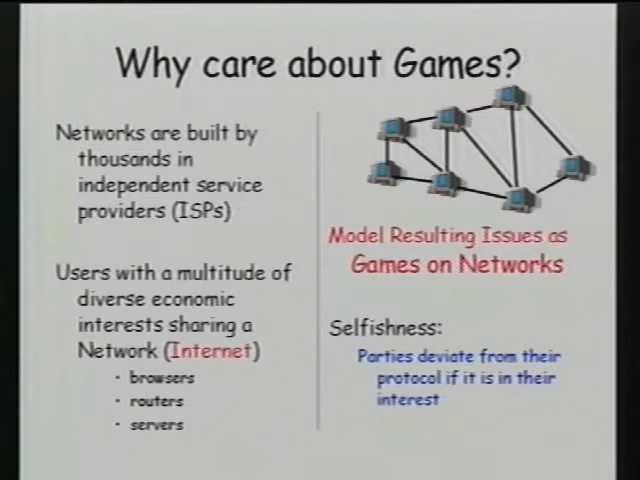 Why care about Games?
Networks are built by
thousands in
independent service
providers (ISPs)
Users with a multitude of
diverse economic
interests sharing a
Network (Internet)
• browsers
• routers
• servers
Model Resulting Issues as
Games on Networks
Selfishness:
Parties deviate from their
protocol if it is in their
interest